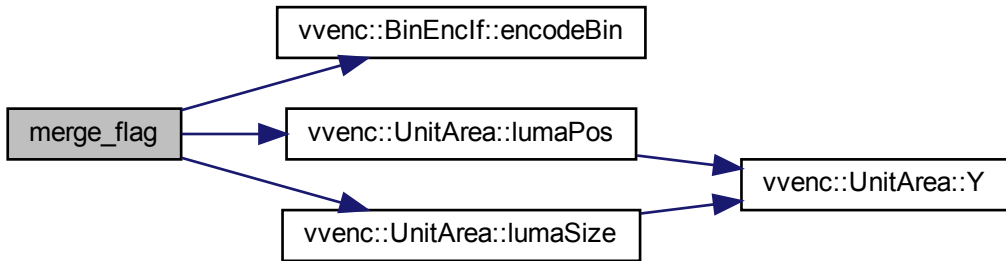 vvenc::BinEncIf::encodeBin
merge_flag
vvenc::UnitArea::lumaPos
vvenc::UnitArea::Y
vvenc::UnitArea::lumaSize